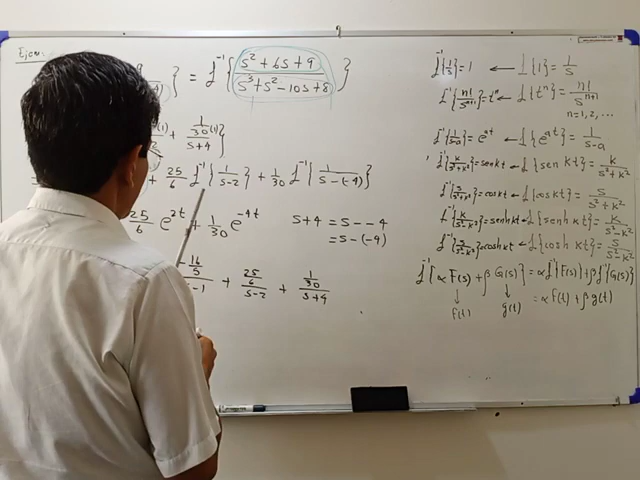 Ejem
} = ℒ⁻¹{ (s² + 6s + 9)/(s³ + s² - 10s + 8) }
+ (1/30)/(s+4) }
+ 25/6 ℒ⁻¹{ 1/(s-2) } + 1/30 ℒ⁻¹{ 1/(s-(-4)) }
25/6 e^{2t} + 1/30 e^{-4t}
s+4 = s - -4
= s-(-4)
(-16/5)/(s-1) + (25/6)/(s-2) + (1/30)/(s+4)
ℒ⁻¹{1/s} = 1 ← ℒ{1} = 1/s
ℒ⁻¹{n!/s^{n+1}} = tⁿ ← ℒ{tⁿ} = n!/s^{n+1}
n=1,2,...
ℒ⁻¹{1/(s-a)} = e^{at} ← ℒ{e^{at}} = 1/(s-a)
ℒ⁻¹{k/(s²+k²)} = sen kt ← ℒ{sen kt} = k/(s²+k²)
ℒ⁻¹{s/(s²+k²)} = cos kt ← ℒ{cos kt} = s/(s²+k²)
ℒ⁻¹{k/(s²-k²)} = senh kt ← ℒ{senh kt} = k/(s²-k²)
ℒ⁻¹{s/(s²-k²)} = cosh kt ← ℒ{cosh kt} = s/(s²-k²)
ℒ⁻¹{α F(s) + β G(s)} = α ℒ⁻¹{F(s)} + β ℒ⁻¹{G(s)}
↓ ↓ = α f(t) + β g(t)
f(t) g(t)